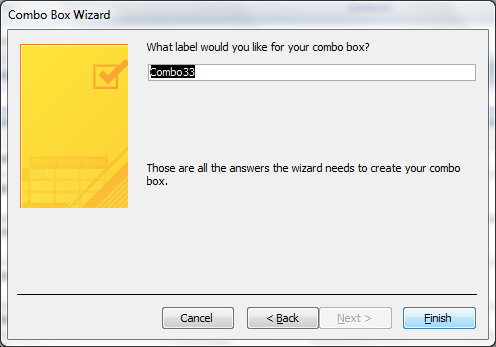 Combo Box Wizard
What label would you like for your combo box?
Combo33
Those are all the answers the wizard needs to create your combo
box.
Cancel
< Back
Next >
Finish